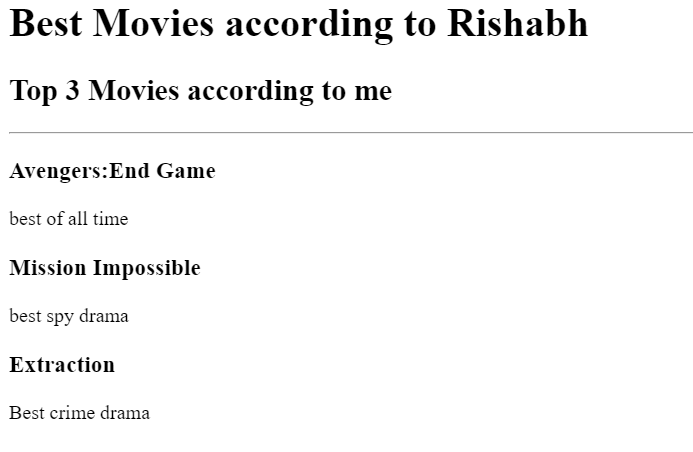 Best Movies according to Rishabh
Top 3 Movies according to me
Avengers:End Game
best of all time
Mission Impossible
best spy drama
Extraction
Best crime drama